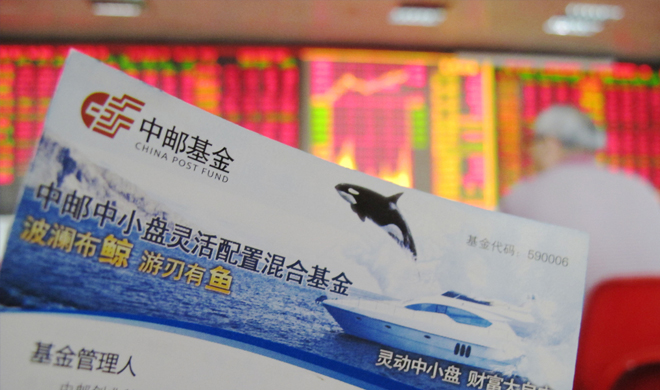 中邮基金
CHINA POST FUND
基金代码：590006
中邮中小盘灵活配置混合基金
波澜布鲸 游刃有鱼
灵动中小盘 财富大
基金管理人